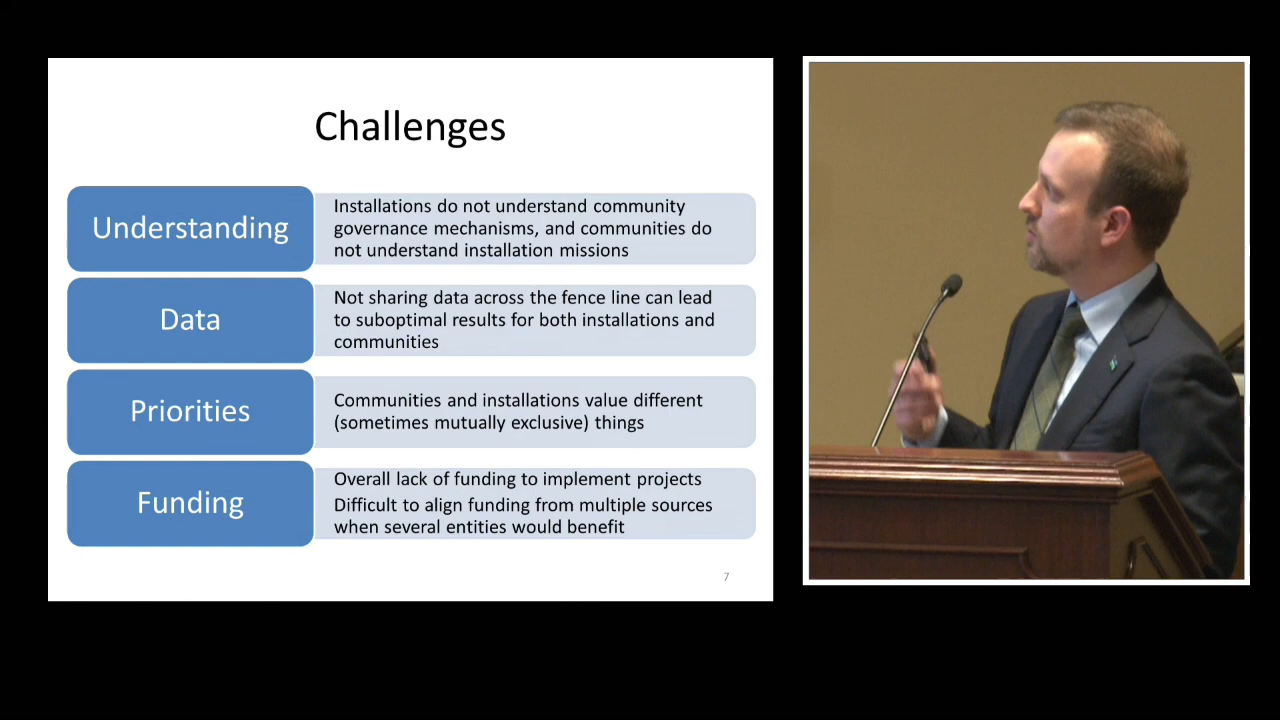 Challenges
Understanding
Installations do not understand community
governance mechanisms, and communities do
not understand installation missions
Data
Not sharing data across the fence line can lead
to suboptimal results for both installations and
communities
Priorities
Communities and installations value different
(sometimes mutually exclusive) things
Funding
Overall lack of funding to implement projects
Difficult to align funding from multiple sources
when several entities would benefit
7